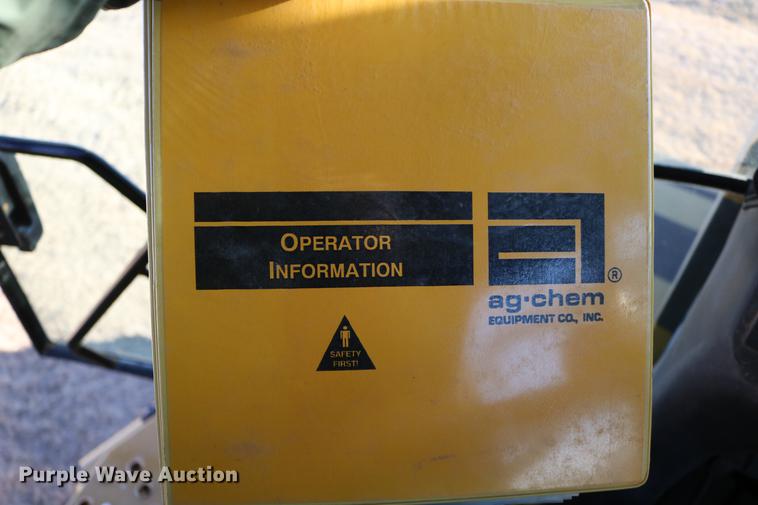 OPERATOR
INFORMATION
®
ag·chem
EQUIPMENT CO., INC.
SAFETY
FIRST!
Purple Wave Auction